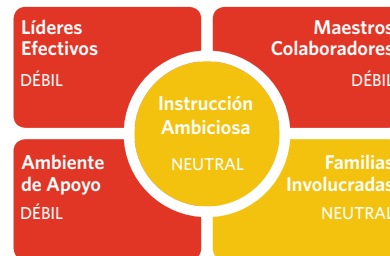 Líderes
Efectivos
DÉBIL
Maestros
Colaboradores
DÉBIL
Instrucción
Ambiciosa
NEUTRAL
Ambiente
de Apoyo
DÉBIL
Familias
Involucradas
NEUTRAL